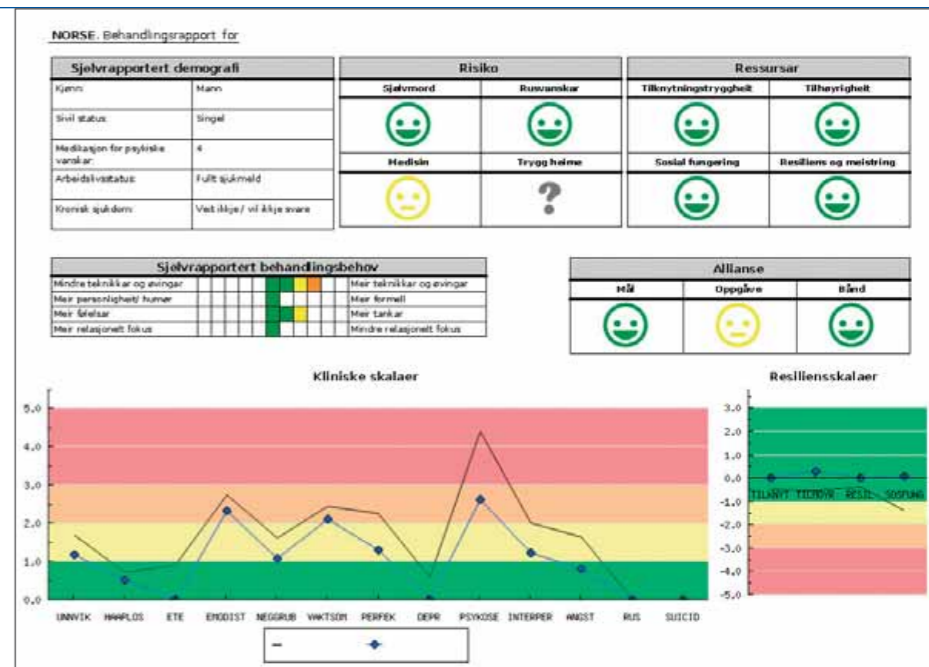 NORSE. Behandlingsrapport for
Sjølvrapportert demografi
Kjønn: Mann
Sivil status: Singel
Medikasjon for psykiske vanskar: 4
Arbeidslivsstatus: Fullt sjukmeld
Kronisk sjukdom: Veit ikkje / vil ikkje svare
Risiko
Sjølvmord Rusvanskar
Medisin Trygg heime
?
Ressursar
Tilknytningstryggheit Tilhøyrigheit
Sosial fungering Resiliens og meistring
Sjølvrapportert behandlingsbehov
Mindre teknikkar og øvingar Meir teknikkar og øvingar
Meir personlighet/ humør Meir formell
Meir følelsar Meir tankar
Meir relasjonelt fokus Mindre relasjonelt fokus
Allianse
Mål Oppgåve Bånd
Kliniske skalaer
5.0
4.0
3.0
2.0
1.0
0.0
UNNVIK HAAPLOS ETE EMODIST NEGGRUB VAKTSOM PERFEK DEPR PSYKOSE INTERPER ANGST RUS SUICID
Resiliensskalaer
3.0
2.0
1.0
0.0
TILKNYT TILHOYR RESIL SOSFUNG
-1.0
-2.0
-3.0
-4.0
-5.0